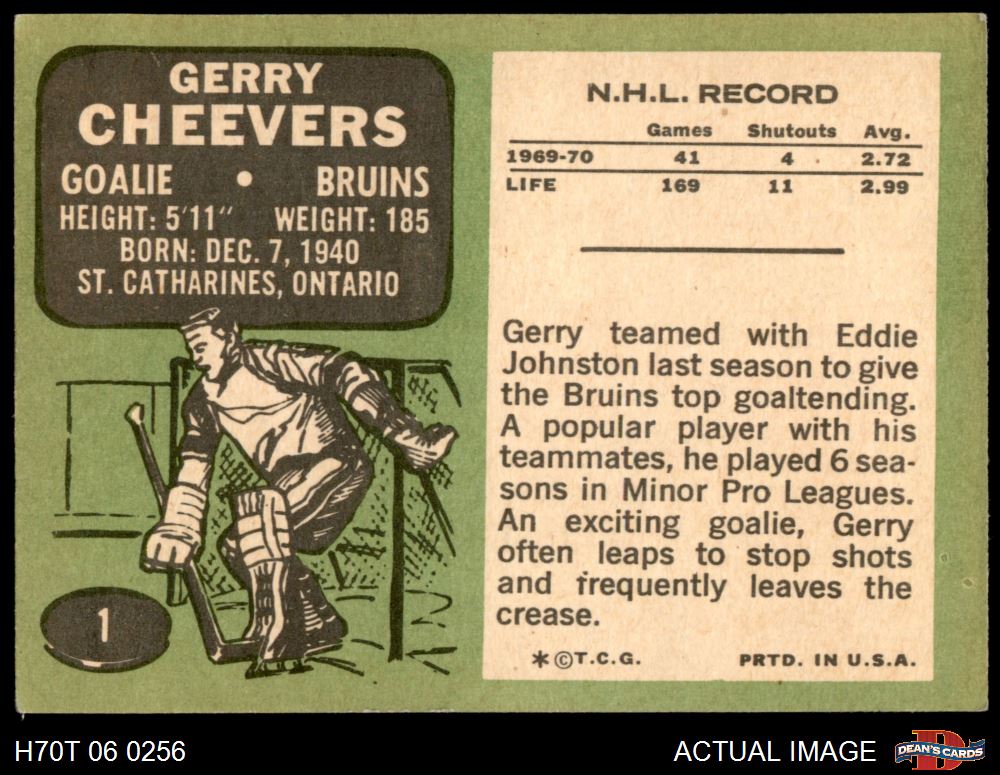 GERRY
CHEEVERS
GOALIE • BRUINS
HEIGHT: 5'11" WEIGHT: 185
BORN: DEC. 7, 1940
ST. CATHARINES, ONTARIO
1
N.H.L. RECORD
Games Shutouts Avg.
1969-70 41 4 2.72
LIFE 169 11 2.99
Gerry teamed with Eddie
Johnston last season to give
the Bruins top goaltending.
A popular player with his
teammates, he played 6 sea-
sons in Minor Pro Leagues.
An exciting goalie, Gerry
often leaps to stop shots
and frequently leaves the
crease.
*©T.C.G. PRTD. IN U.S.A.
H70T 06 0256
ACTUAL IMAGE
DEAN'S CARDS